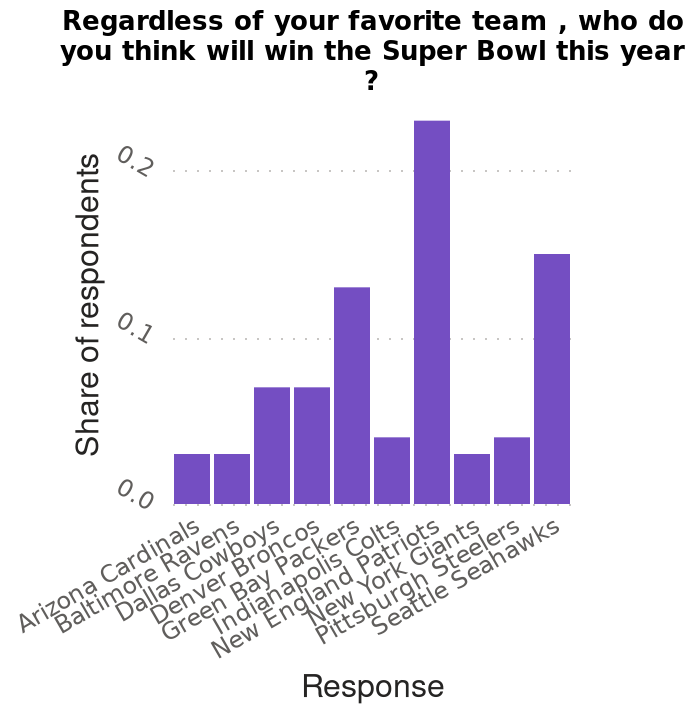 Regardless of your favorite team , who do
you think will win the Super Bowl this year
?
Share of respondents
0.2
0.1
0.0
Arizona Cardinals
Baltimore Ravens
Dallas Cowboys
Denver Broncos
Green Bay Packers
Indianapolis Colts
New England Patriots
New York Giants
Pittsburgh Steelers
Seattle Seahawks
Response